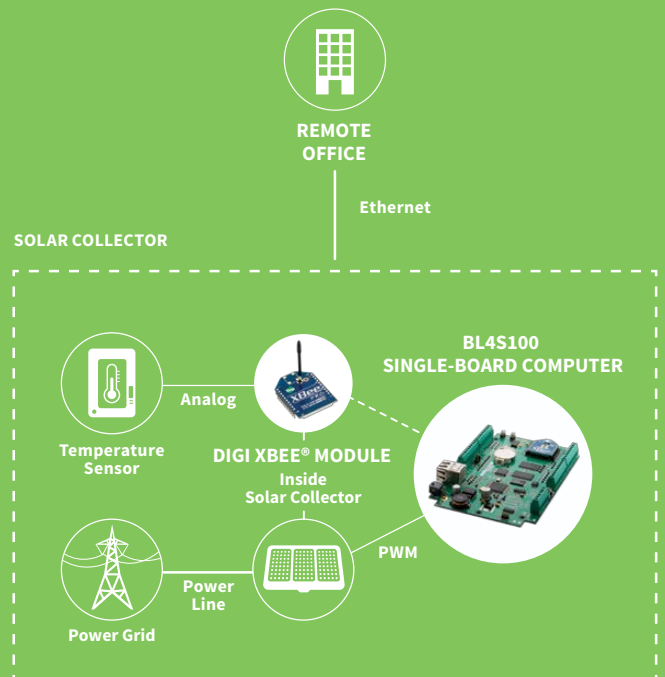 REMOTE
OFFICE
Ethernet
SOLAR COLLECTOR
BL4S100
SINGLE-BOARD COMPUTER
XBee
Analog
Temperature
Sensor
DIGI XBEE® MODULE
Inside
Solar Collector
PWM
Power
Line
Power Grid